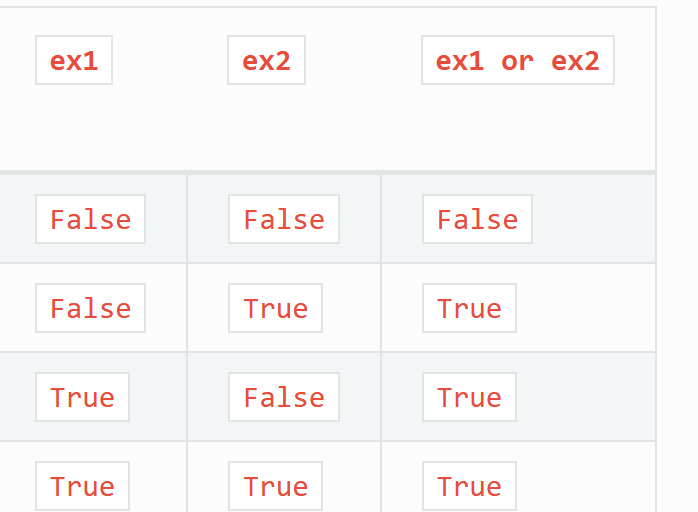 ex1 ex2 ex1 or ex2
False False False
False True True
True False True
True True True